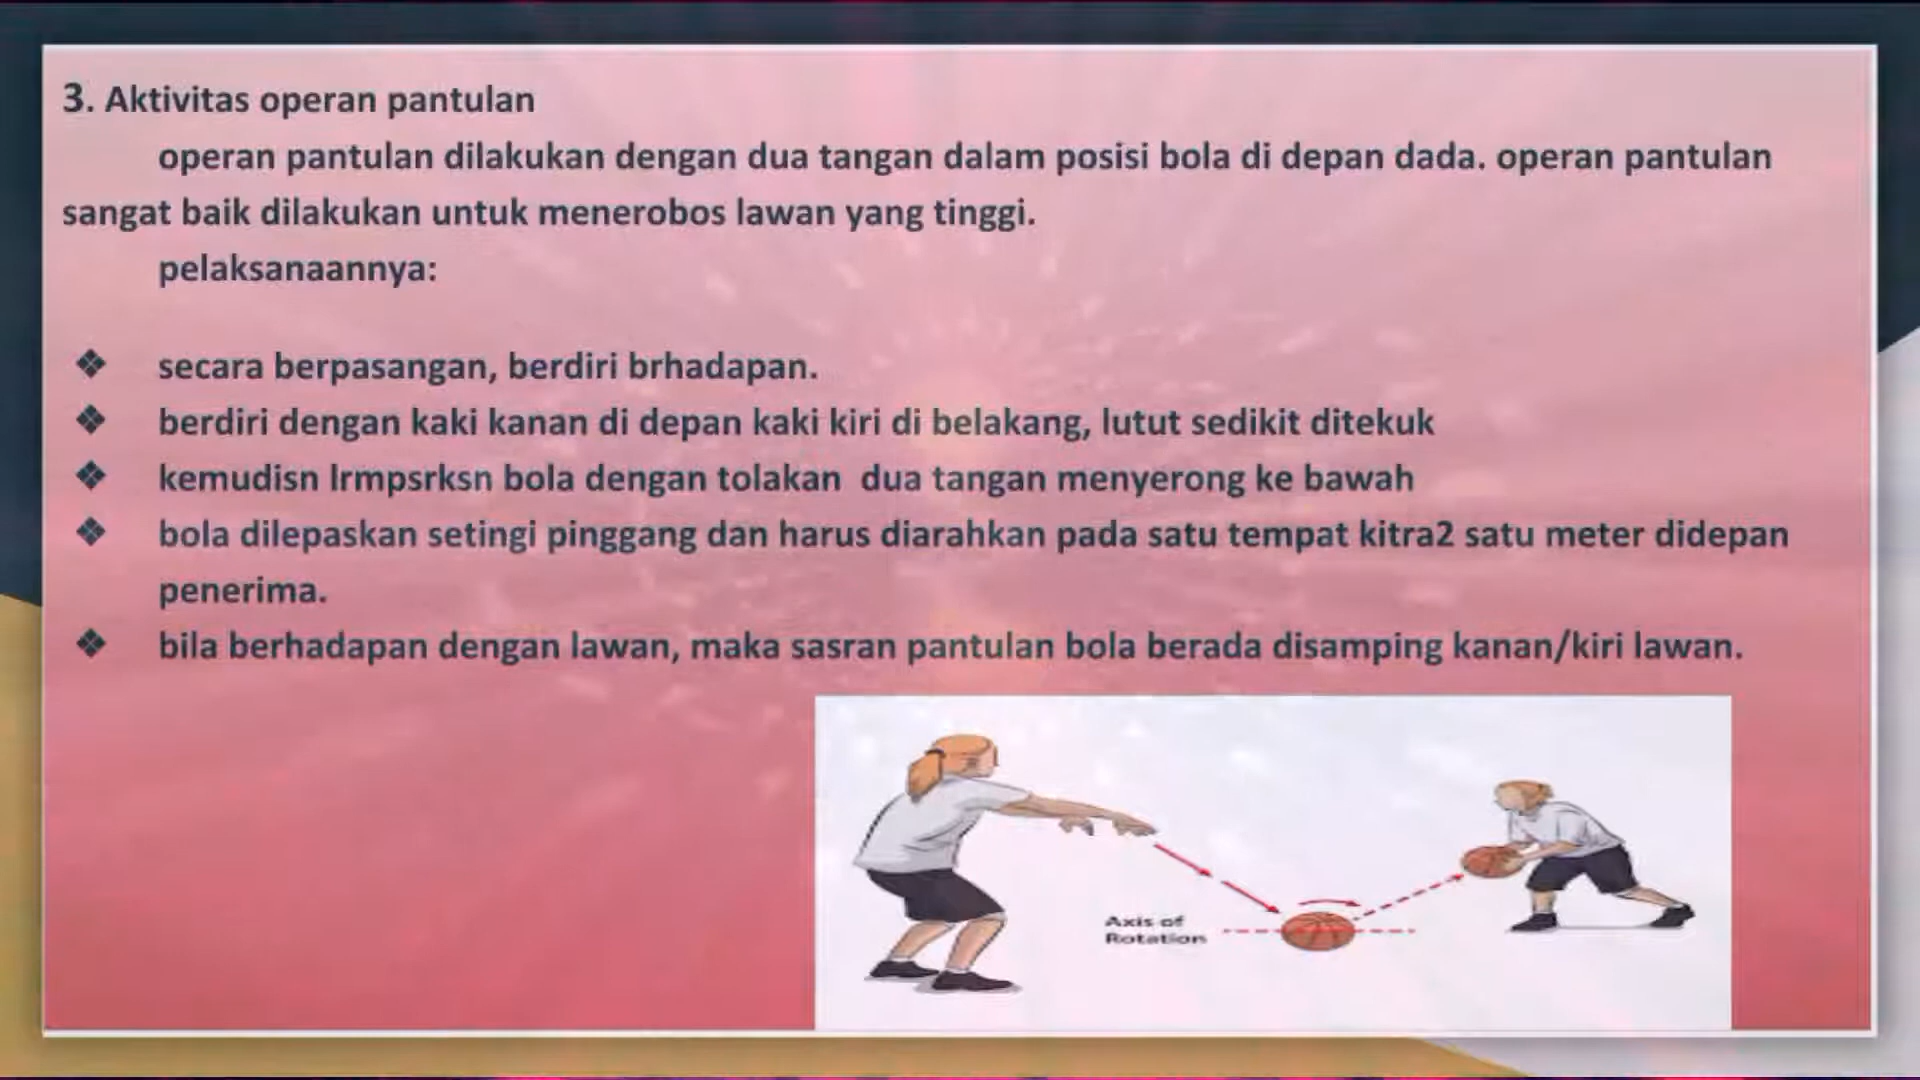 3. Aktivitas operan pantulan
operan pantulan dilakukan dengan dua tangan dalam posisi bola di depan dada. operan pantulan
sangat baik dilakukan untuk menerobos lawan yang tinggi.
pelaksanaannya:
❖ secara berpasangan, berdiri brhadapan.
❖ berdiri dengan kaki kanan di depan kaki kiri di belakang, lutut sedikit ditekuk
❖ kemudisn lrmpsrksn bola dengan tolakan dua tangan menyerong ke bawah
❖ bola dilepaskan setingi pinggang dan harus diarahkan pada satu tempat kitra2 satu meter didepan
penerima.
❖ bila berhadapan dengan lawan, maka sasran pantulan bola berada disamping kanan/kiri lawan.
Axis of
Rotation